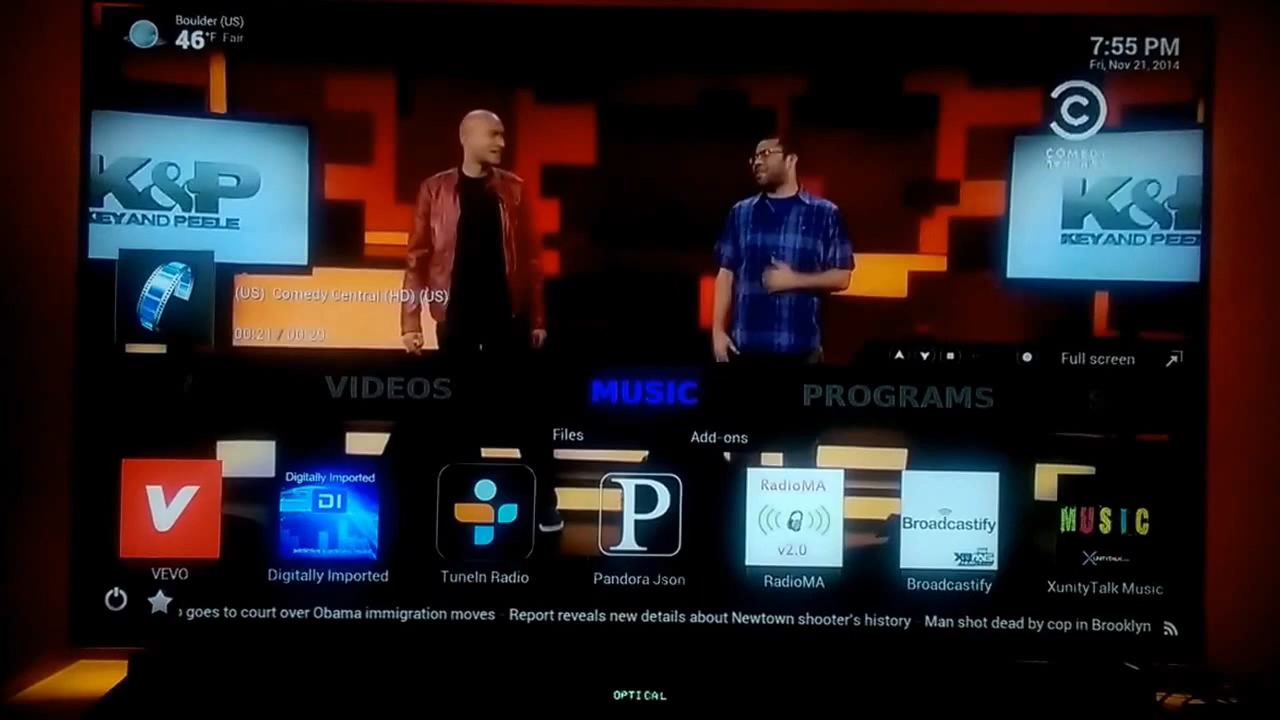 Boulder (US)
46°F Fair
7:55 PM
Fri, Nov 21, 2014
COMEDY
K&P
KEY AND PEELE
K&P
KEY AND PEE
(US) Comedy Central (HD) (US)
00:21 / 00:29
Full screen
VIDEOS
MUSIC
PROGRAMS
S
Files
Add-ons
Digitally Imported
DI
P
RadioMA
v2.0
Broadcastify
MUSIC
XUNITYTALK
VEVO
Digitally Imported
TuneIn Radio
Pandora Json
RadioMA
Broadcastify
XunityTalk Music
goes to court over Obama immigration moves · Report reveals new details about Newtown shooter's history · Man shot dead by cop in Brooklyn
OPTICAL